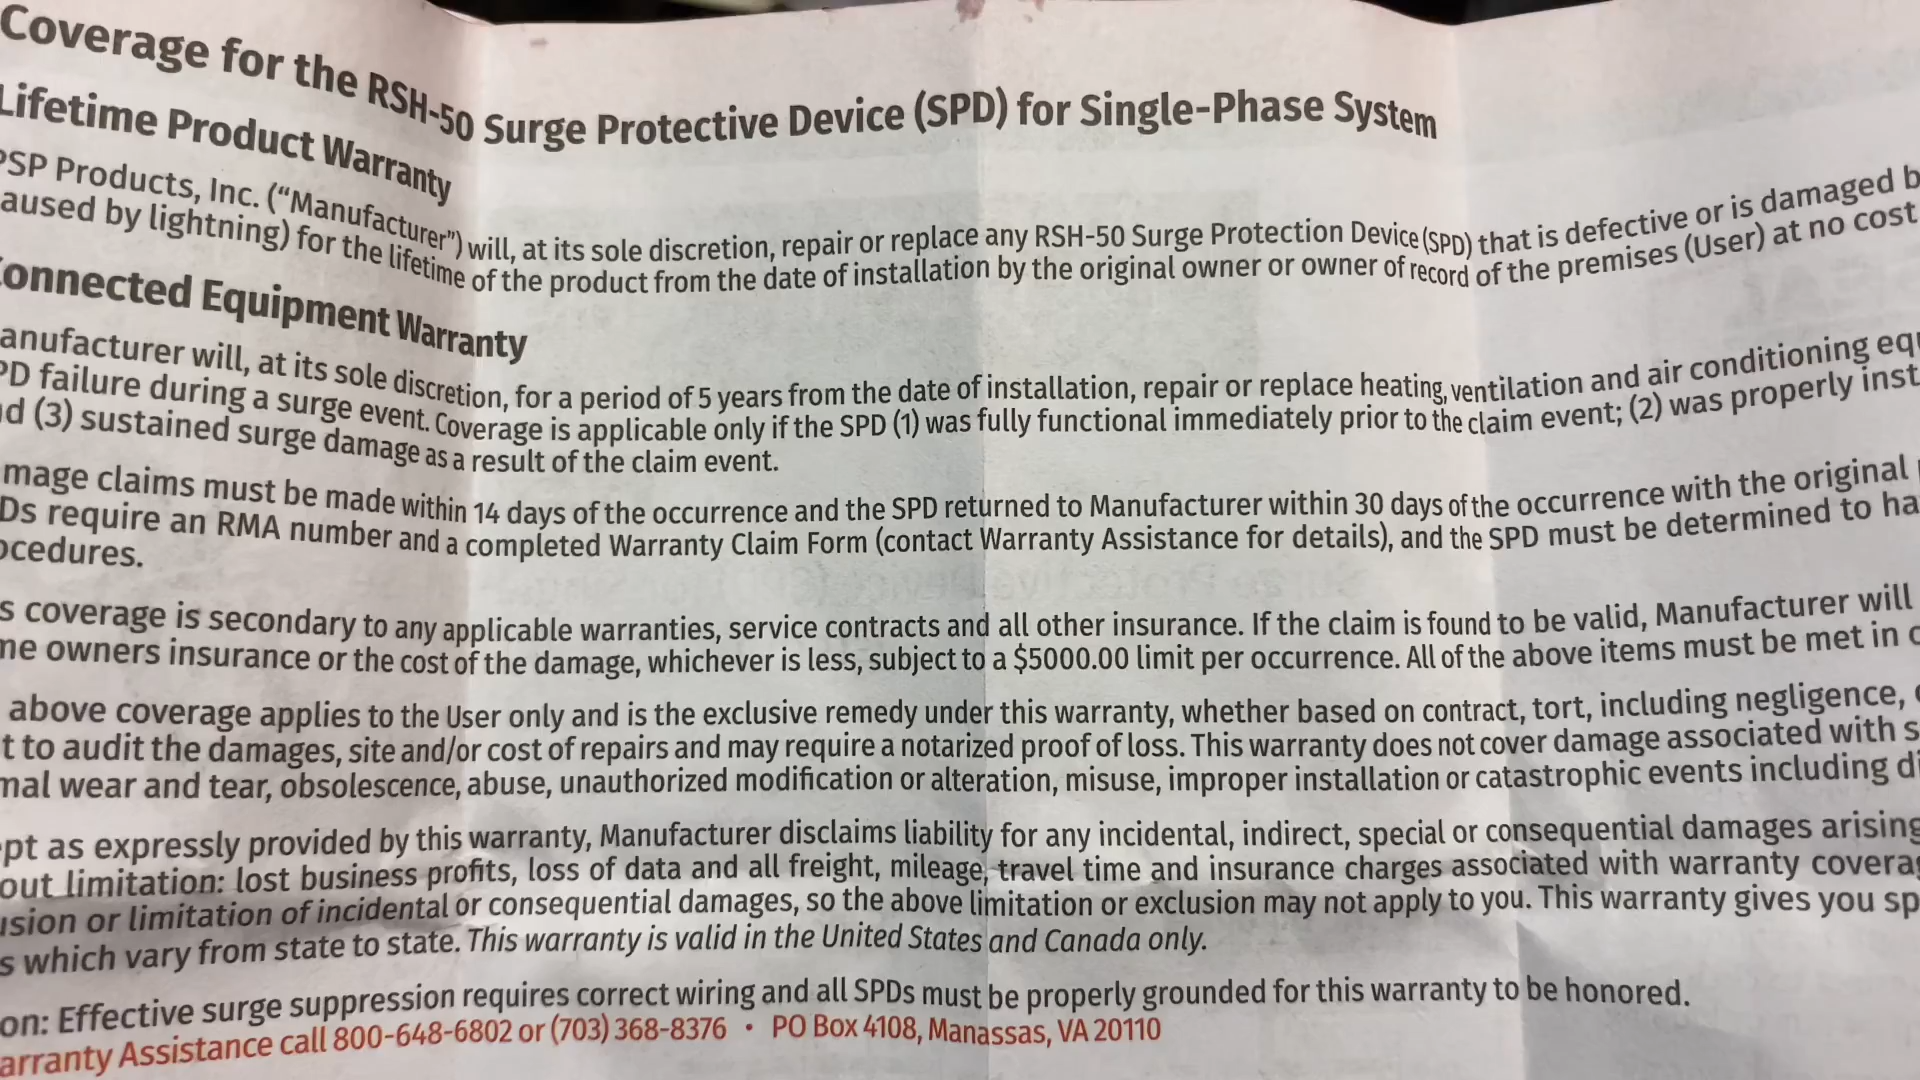 Coverage for the RSH-50 Surge Protective Device (SPD) for Single-Phase System
Lifetime Product Warranty
PSP Products, Inc. (“Manufacturer”) will, at its sole discretion, repair or replace any RSH-50 Surge Protection Device (SPD) that is defective or is damaged b
aused by lightning) for the lifetime of the product from the date of installation by the original owner or owner of record of the premises (User) at no cost
Connected Equipment Warranty
anufacturer will, at its sole discretion, for a period of 5 years from the date of installation, repair or replace heating, ventilation and air conditioning equ
PD failure during a surge event. Coverage is applicable only if the SPD (1) was fully functional immediately prior to the claim event; (2) was properly inst
nd (3) sustained surge damage as a result of the claim event.
mage claims must be made within 14 days of the occurrence and the SPD returned to Manufacturer within 30 days of the occurrence with the original
Ds require an RMA number and a completed Warranty Claim Form (contact Warranty Assistance for details), and the SPD must be determined to ha
ocedures.
s coverage is secondary to any applicable warranties, service contracts and all other insurance. If the claim is found to be valid, Manufacturer will
me owners insurance or the cost of the damage, whichever is less, subject to a $5000.00 limit per occurrence. All of the above items must be met in o
above coverage applies to the User only and is the exclusive remedy under this warranty, whether based on contract, tort, including negligence,
t to audit the damages, site and/or cost of repairs and may require a notarized proof of loss. This warranty does not cover damage associated with s
mal wear and tear, obsolescence, abuse, unauthorized modification or alteration, misuse, improper installation or catastrophic events including di
ept as expressly provided by this warranty, Manufacturer disclaims liability for any incidental, indirect, special or consequential damages arising
out limitation: lost business profits, loss of data and all freight, mileage, travel time and insurance charges associated with warranty coverag
usion or limitation of incidental or consequential damages, so the above limitation or exclusion may not apply to you. This warranty gives you sp
s which vary from state to state. This warranty is valid in the United States and Canada only.
on: Effective surge suppression requires correct wiring and all SPDs must be properly grounded for this warranty to be honored.
arranty Assistance call 800-648-6802 or (703) 368-8376 • PO Box 4108, Manassas, VA 20110